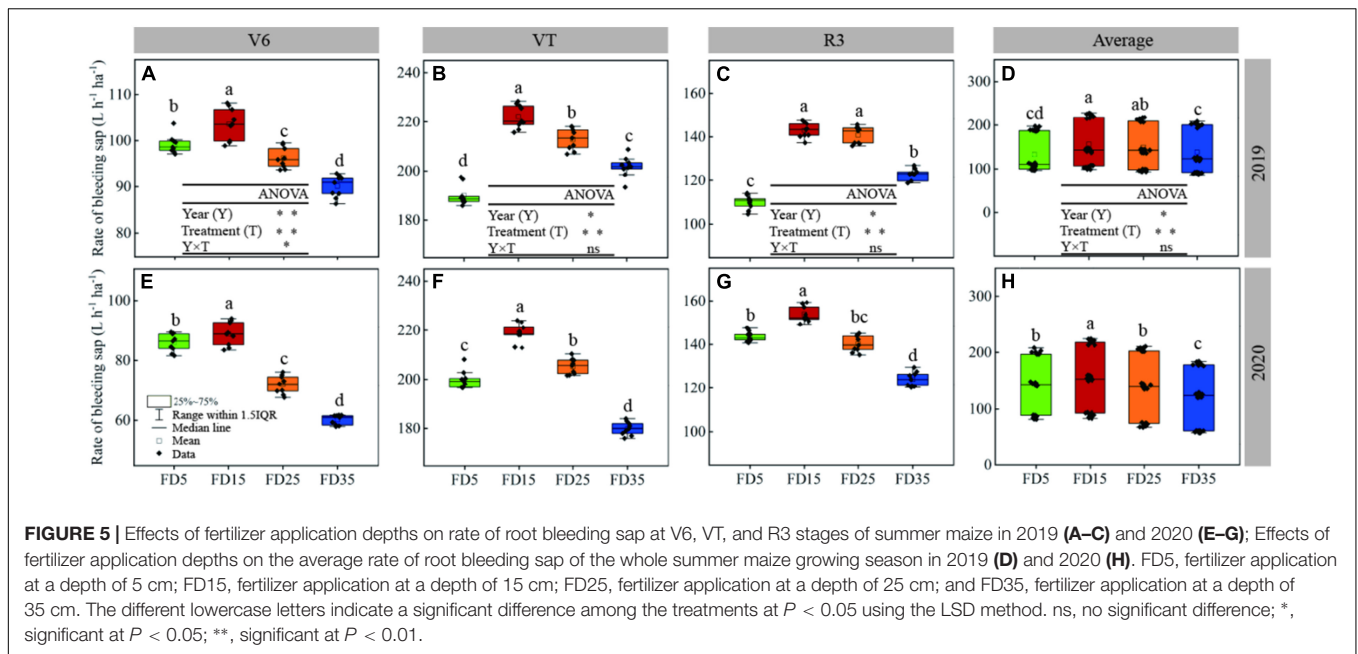 V6 VT R3 Average
Rate of bleeding sap (L h⁻¹ ha⁻¹)
A
110
100
90
80
b a c d
ANOVA
Year (Y) * *
Treatment (T) * *
Y×T *
B
240
220
200
180
d a b c
ANOVA
Year (Y) *
Treatment (T) * *
Y×T ns
C
160
140
120
100
c a a b
ANOVA
Year (Y) *
Treatment (T) * *
Y×T ns
D
300
200
100
0
cd a ab c
ANOVA
Year (Y) *
Treatment (T) * *
Y×T ns
2019
Rate of bleeding sap (L h⁻¹ ha⁻¹)
E
100
80
60
b a c d
25%~75%
Range within 1.5IQR
Median line
Mean
Data
FD5 FD15 FD25 FD35
F
240
220
200
180
c a b d
FD5 FD15 FD25 FD35
G
160
140
120
100
b a bc d
FD5 FD15 FD25 FD35
H
300
200
100
0
b a b c
FD5 FD15 FD25 FD35
2020
FIGURE 5 | Effects of fertilizer application depths on rate of root bleeding sap at V6, VT, and R3 stages of summer maize in 2019 (A–C) and 2020 (E–G); Effects of
fertilizer application depths on the average rate of root bleeding sap of the whole summer maize growing season in 2019 (D) and 2020 (H). FD5, fertilizer application
at a depth of 5 cm; FD15, fertilizer application at a depth of 15 cm; FD25, fertilizer application at a depth of 25 cm; and FD35, fertilizer application at a depth of
35 cm. The different lowercase letters indicate a significant difference among the treatments at P < 0.05 using the LSD method. ns, no significant difference; *,
significant at P < 0.05; **, significant at P < 0.01.